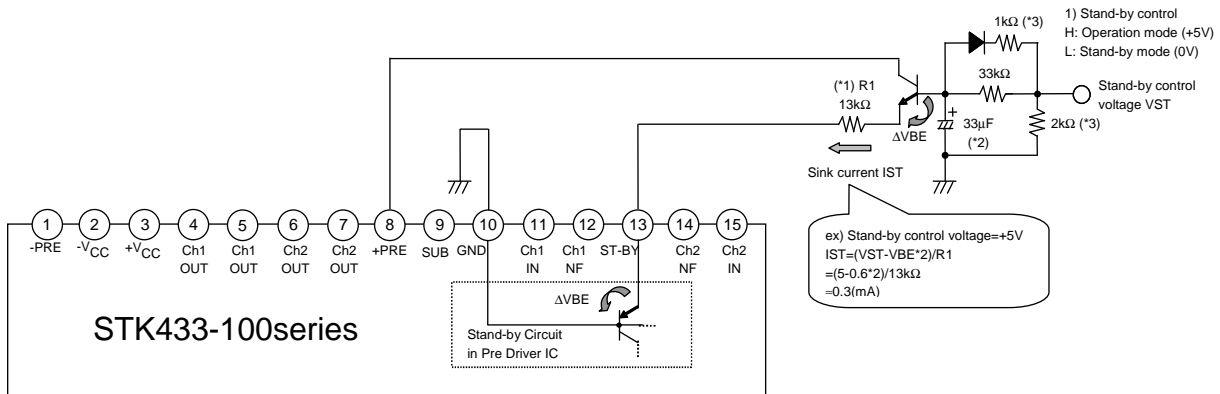 1kΩ (*3)
1) Stand-by control
H: Operation mode (+5V)
L: Stand-by mode (0V)
33kΩ
Stand-by control
voltage VST
(*1) R1
13kΩ
ΔVBE
+
33μF
(*2)
2kΩ (*3)
Sink current IST
ex) Stand-by control voltage=+5V
IST=(VST-VBE*2)/R1
=(5-0.6*2)/13kΩ
≈0.3(mA)
1 2 3 4 5 6 7 8 9 10 11 12 13 14 15
-PRE -VCC +VCC Ch1 OUT Ch1 OUT Ch2 OUT Ch2 OUT +PRE SUB GND Ch1 IN Ch1 NF ST-BY Ch2 NF Ch2 IN
ΔVBE
STK433-100series
Stand-by Circuit
in Pre Driver IC